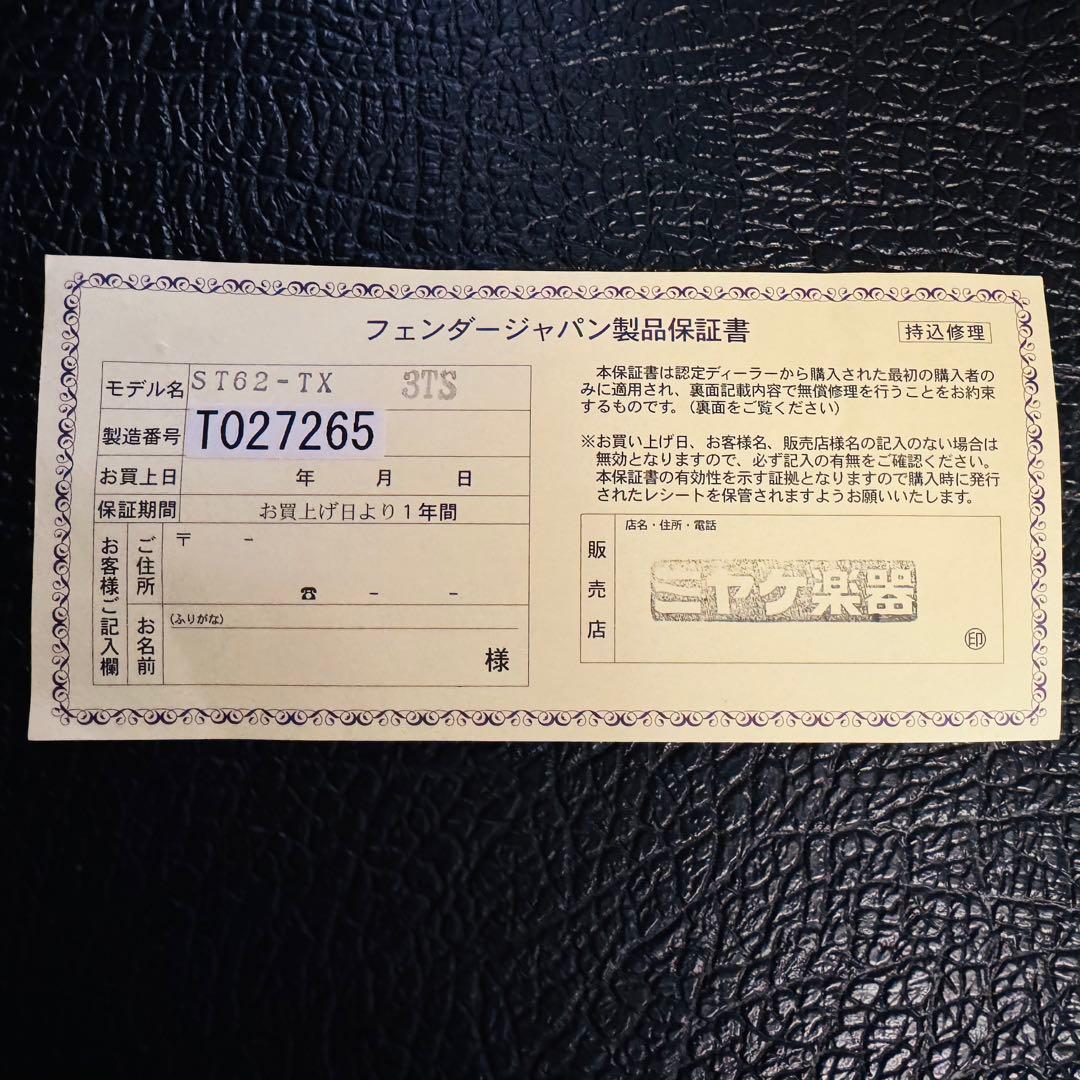 フェンダージャパン製品保証書
持込修理
モデル名 ST62-TX 3TS
製造番号 T027265
お買上日 年 月 日
保証期間 お買上げ日より1年間
お客様ご記入欄
ご住所 〒 -
☎ - -
お名前 (ふりがな)
様
本保証書は認定ディーラーから購入された最初の購入者の
みに適用され、裏面記載内容で無償修理を行うことをお約束
するものです。(裏面をご覧ください)
※お買い上げ日、お客様名、販売店様名の記入のない場合は
無効となりますので、必ず記入の有無をご確認ください。
本保証書の有効性を示す証拠となりますので購入時に発行
されたレシートを保管されますようお願いいたします。
販売店
店名・住所・電話
ミヤケ楽器
印